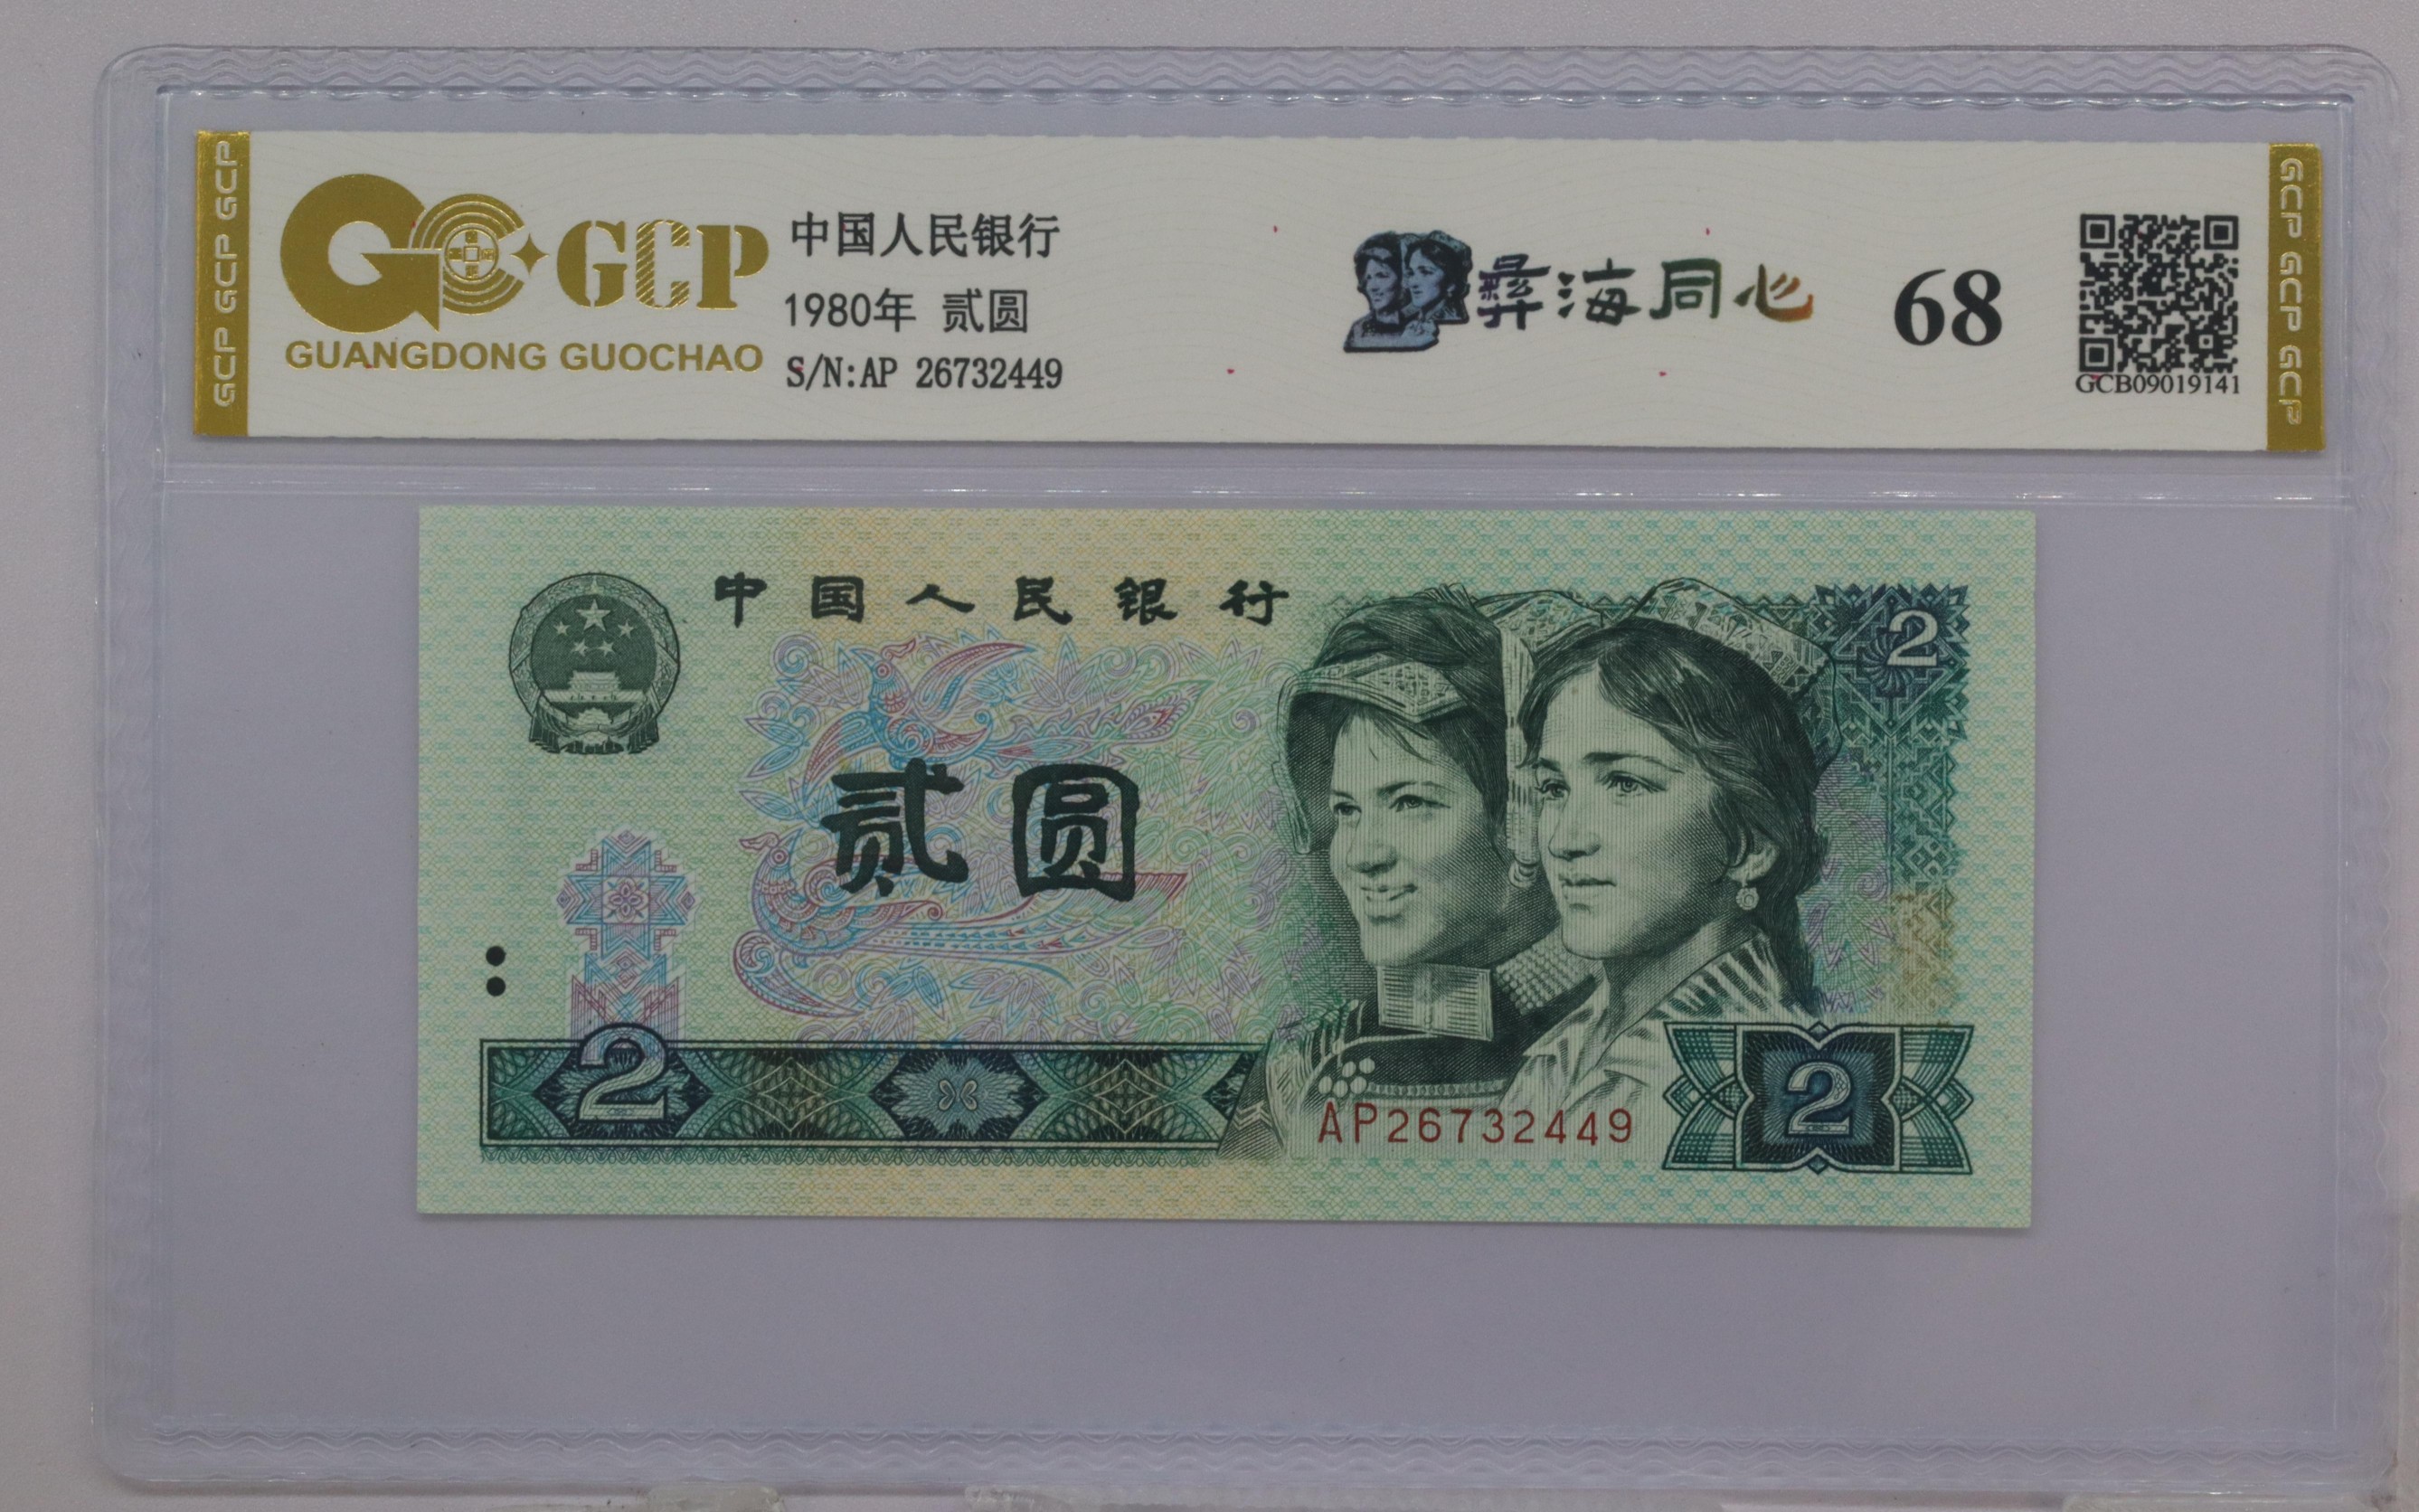 GCP GCP GCP
GCP
GUANGDONG GUOCHAO
中国人民银行
1980年 贰圆
S/N:AP 26732449
彝海同心
68
GCB09019141
GCP GCP GCP
中国人民银行
2
贰圆
2
AP26732449
2